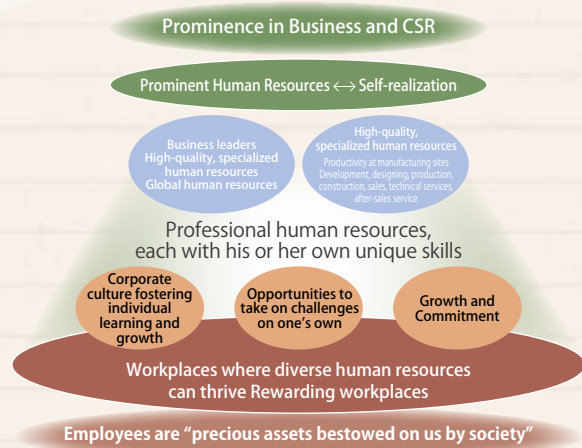 Prominence in Business and CSR
Prominent Human Resources ↔ Self-realization
Business leaders
High-quality, specialized
human resources
Global human resources
High-quality,
specialized human resources
Productivity at manufacturing sites
Development, designing, production,
construction, sales, technical services,
after-sales service
Professional human resources,
each with his or her own unique skills
Corporate
culture fostering
individual
learning and
growth
Opportunities to
take on challenges
on one's own
Growth and
Commitment
Workplaces where diverse human resources
can thrive Rewarding workplaces
Employees are “precious assets bestowed on us by society”